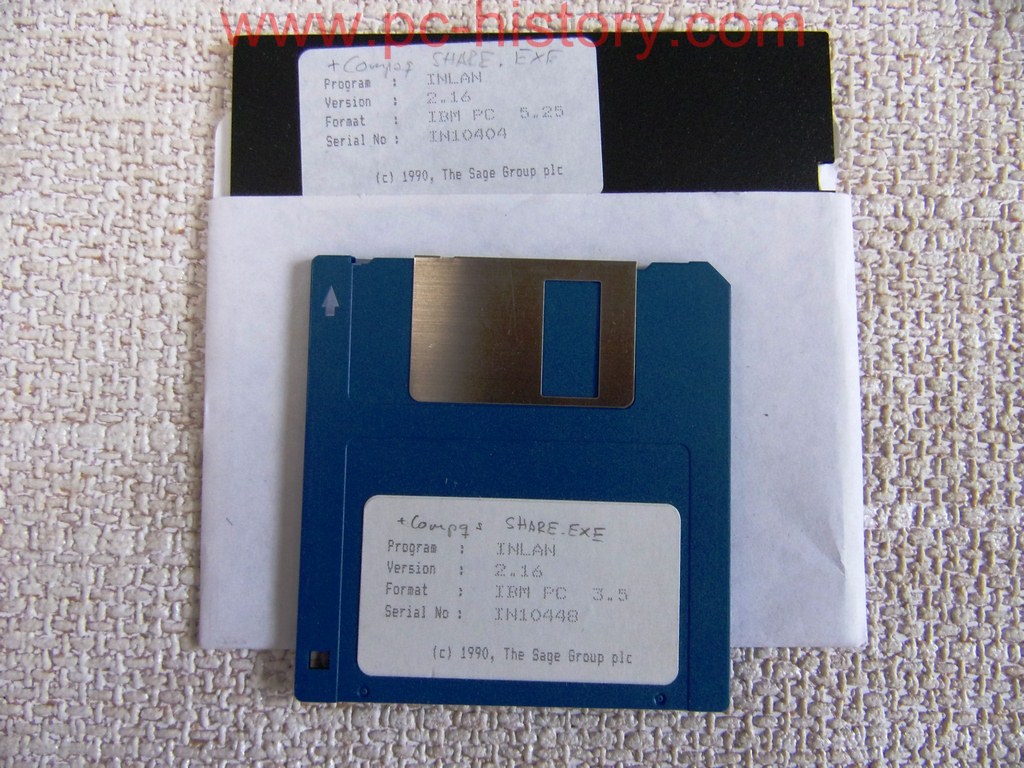 www.pc-history.com
+ Compaq SHARE.EXE
Program : INLAN
Version : 2.16
Format : IBM PC 5.25
Serial No : IN10404
(c) 1990, The Sage Group plc
+ Compq: SHARE.EXE
Program : INLAN
Version : 2.16
Format : IBM PC 3.5
Serial No : IN10448
(c) 1990, The Sage Group plc